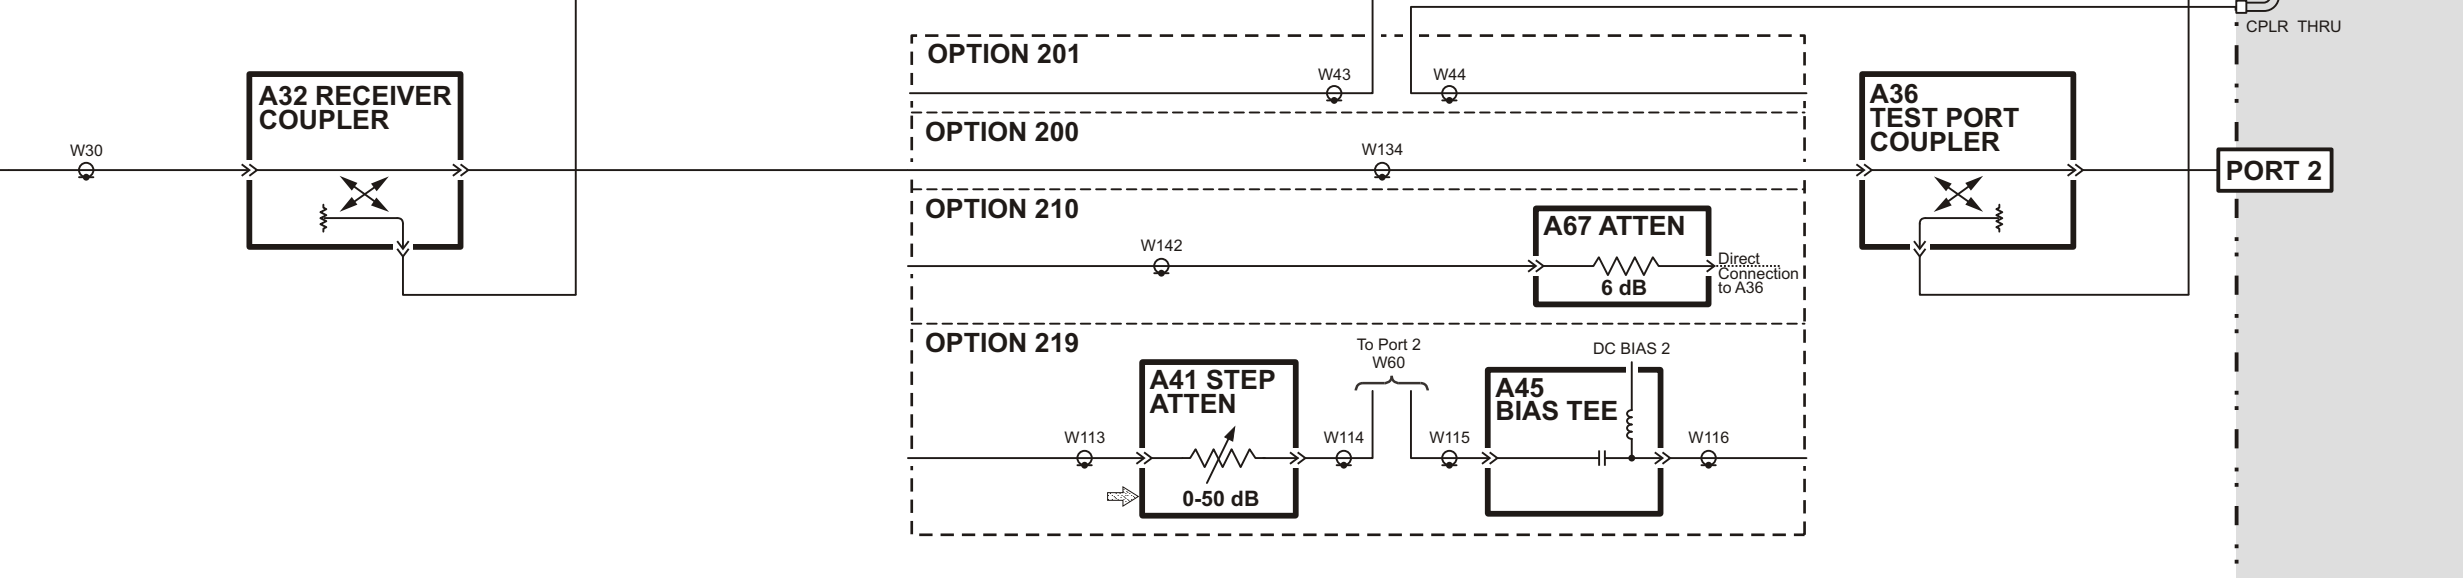 CPLR THRU
OPTION 201
W43
W44
A32 RECEIVER
COUPLER
A36
TEST PORT
COUPLER
OPTION 200
W30
W134
PORT 2
OPTION 210
A67 ATTEN
W142
Direct
Connection
to A36
6 dB
OPTION 219
To Port 2
W60
DC BIAS 2
A41 STEP
ATTEN
A45
BIAS TEE
W113
W114
W115
W116
0-50 dB